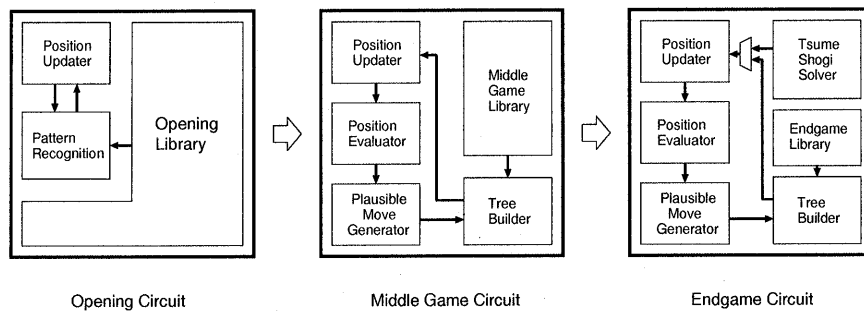 Position
Updater
Pattern
Recognition
Opening
Library
Opening Circuit
Position
Updater
Position
Evaluator
Plausible
Move
Generator
Middle
Game
Library
Tree
Builder
Middle Game Circuit
Position
Updater
Position
Evaluator
Plausible
Move
Generator
Tsume
Shogi
Solver
Endgame
Library
Tree
Builder
Endgame Circuit